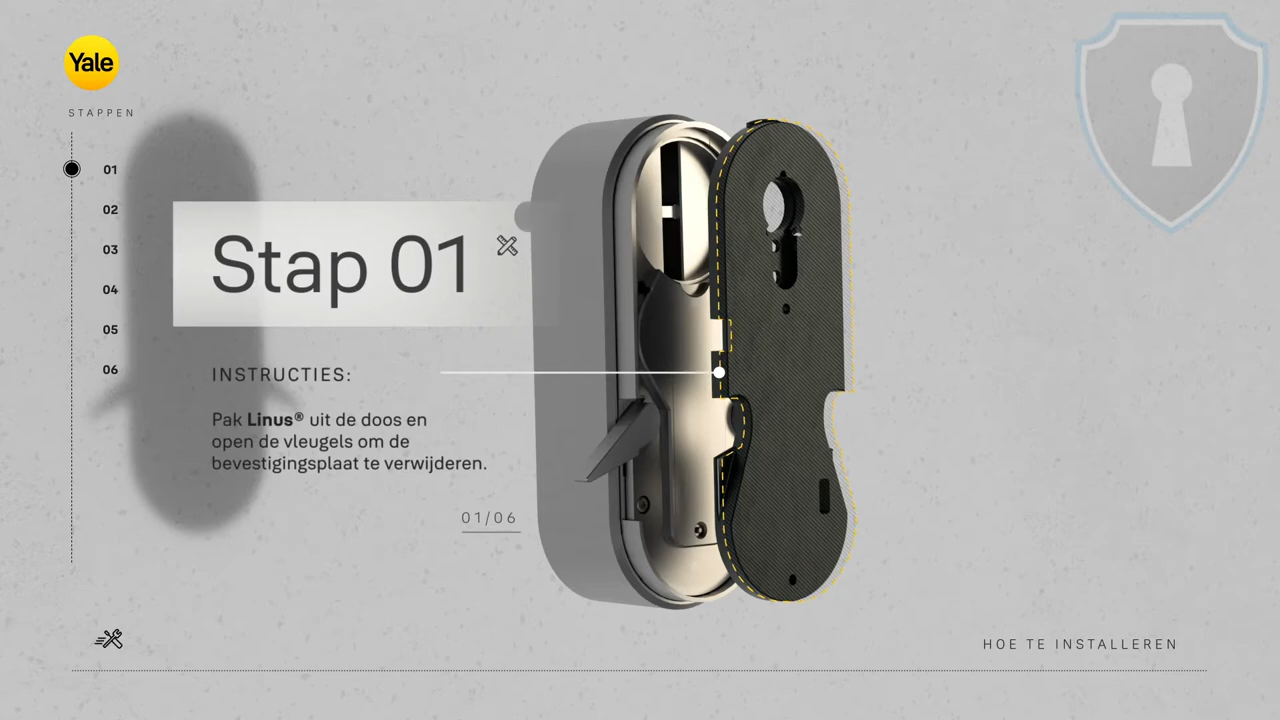 Yale
STAPPEN
01
02
03
04
05
06
Stap 01
INSTRUCTIES:
Pak Linus® uit de doos en
open de vleugels om de
bevestigingsplaat te verwijderen.
01/06
HOE TE INSTALLEREN